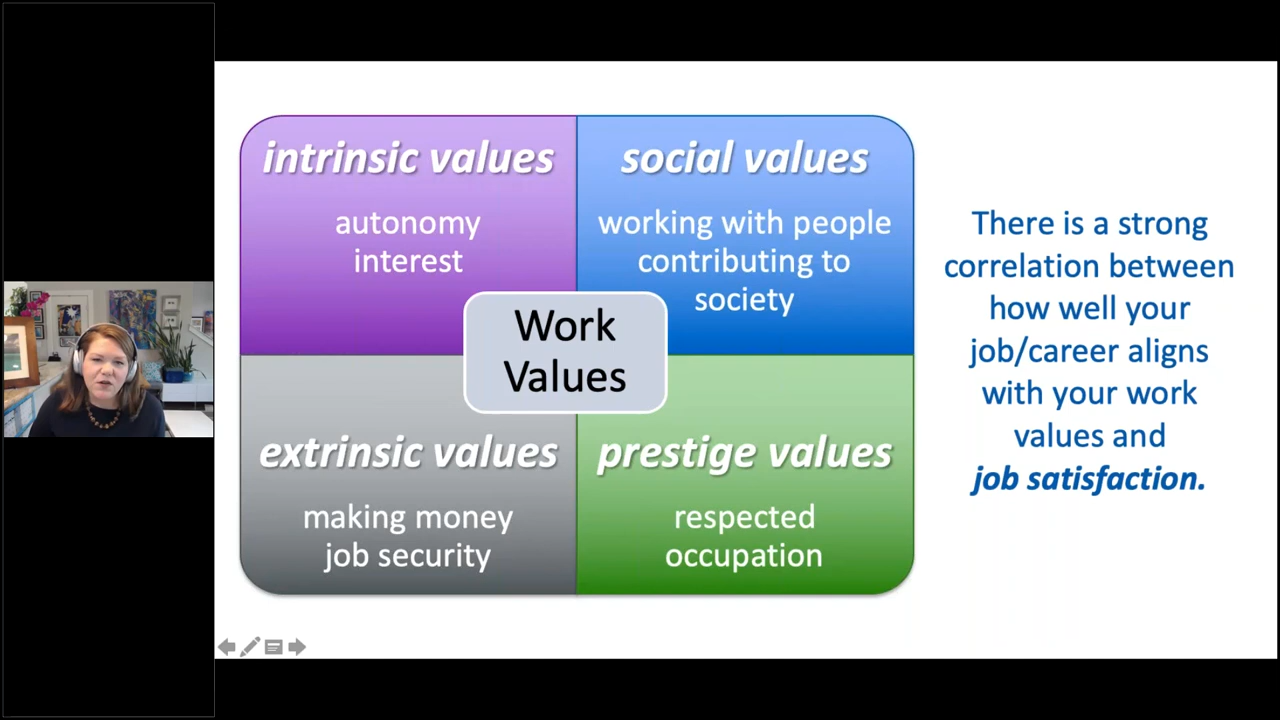 intrinsic values
autonomy
interest
social values
working with people
contributing to
society
Work
Values
extrinsic values
making money
job security
prestige values
respected
occupation
There is a strong
correlation between
how well your
job/career aligns
with your work
values and
job satisfaction.